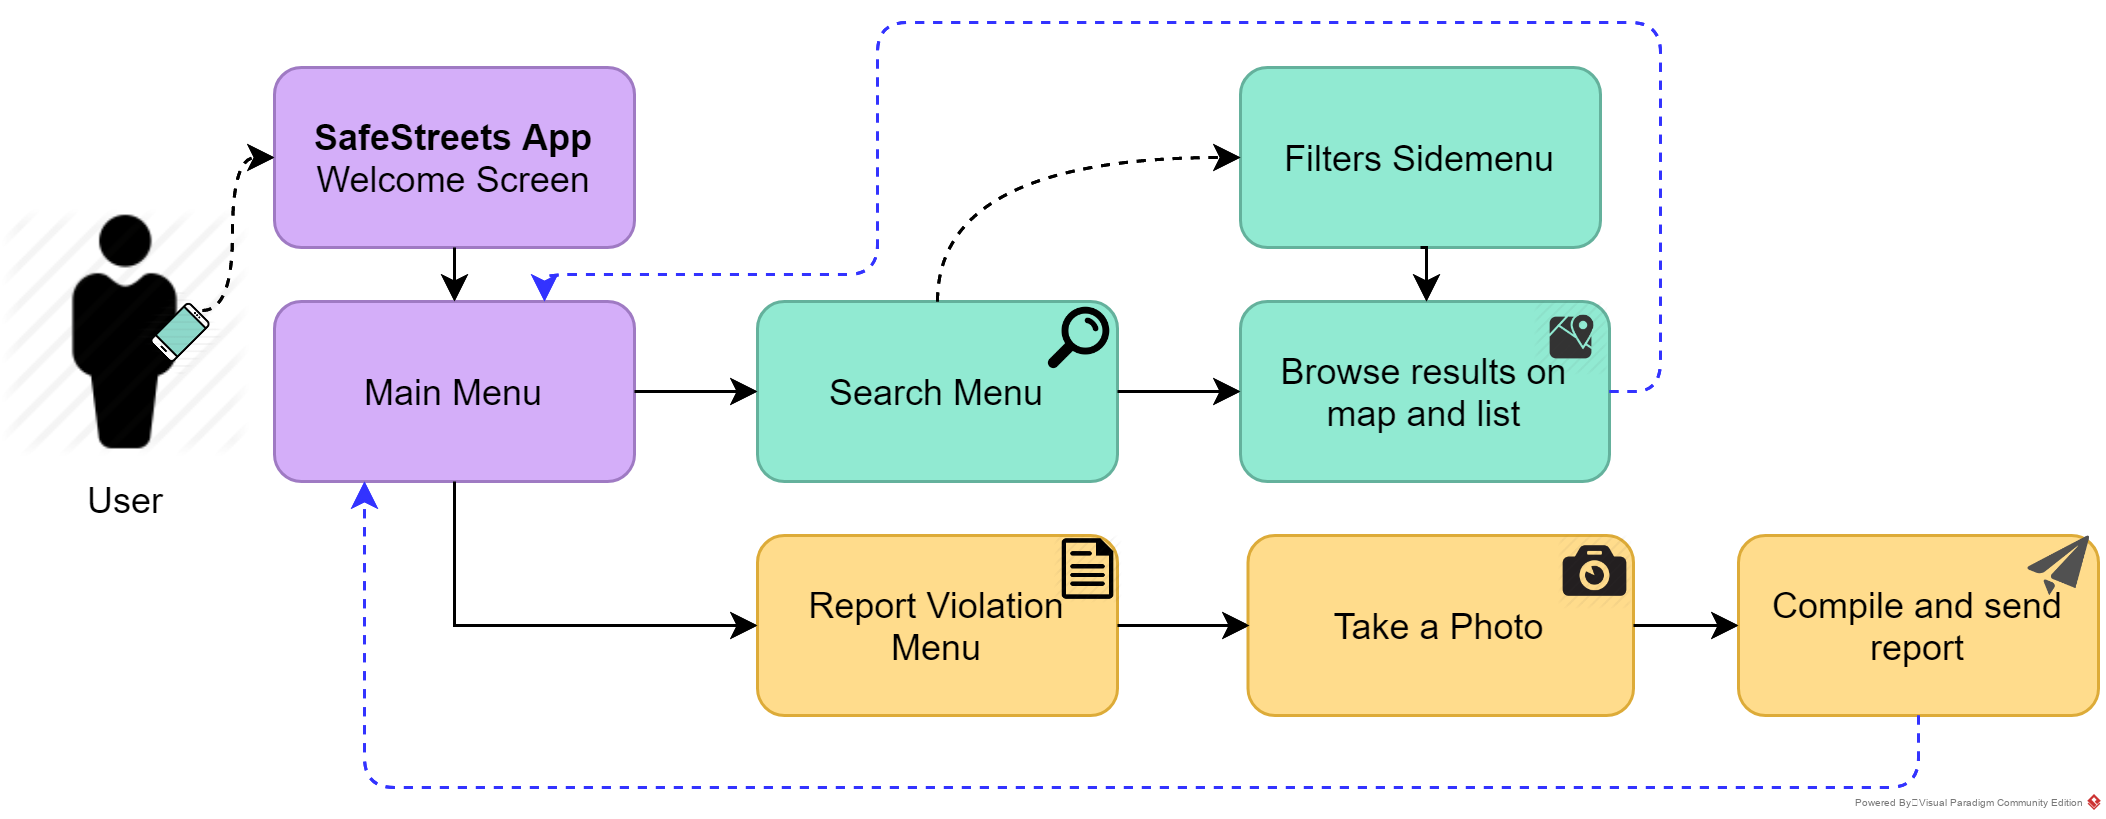 SafeStreets App
Welcome Screen
Filters Sidemenu
Main Menu
Search Menu
Browse results on
map and list
User
Report Violation
Menu
Take a Photo
Compile and send
report
Powered By Visual Paradigm Community Edition